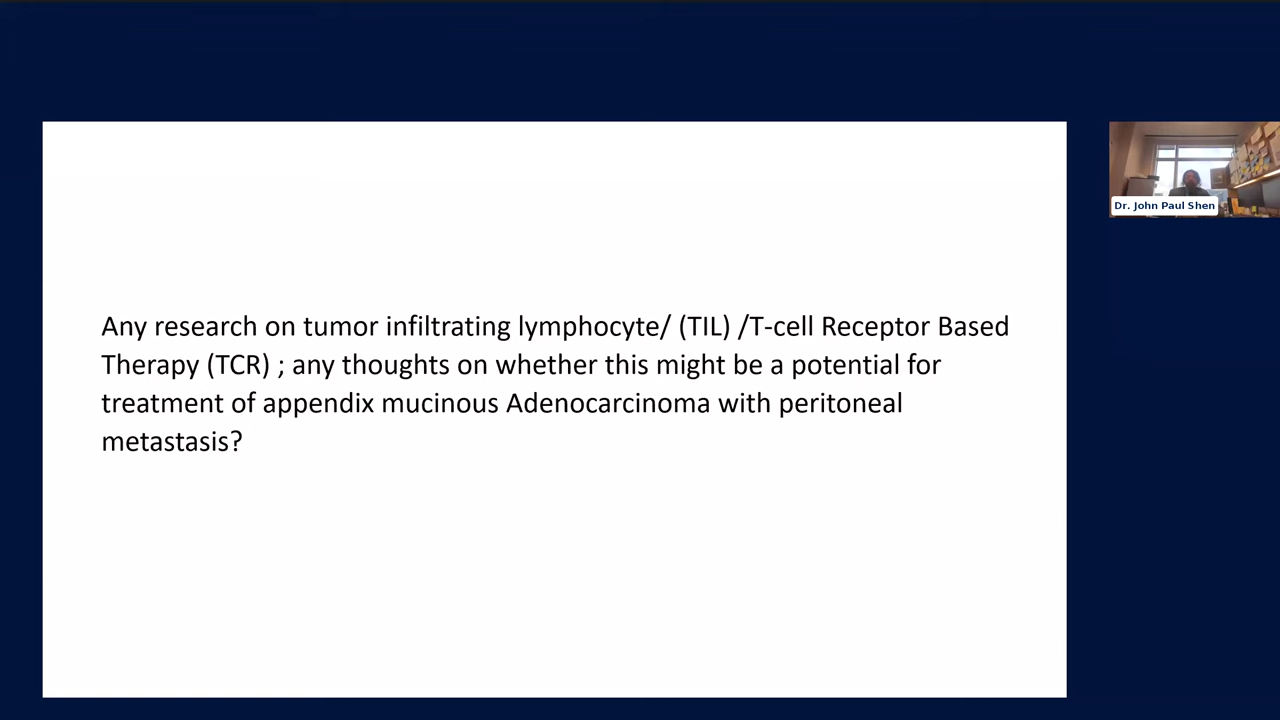 Any research on tumor infiltrating lymphocyte/ (TIL) /T-cell Receptor Based
Therapy (TCR) ; any thoughts on whether this might be a potential for
treatment of appendix mucinous Adenocarcinoma with peritoneal
metastasis?
Dr. John Paul Shen